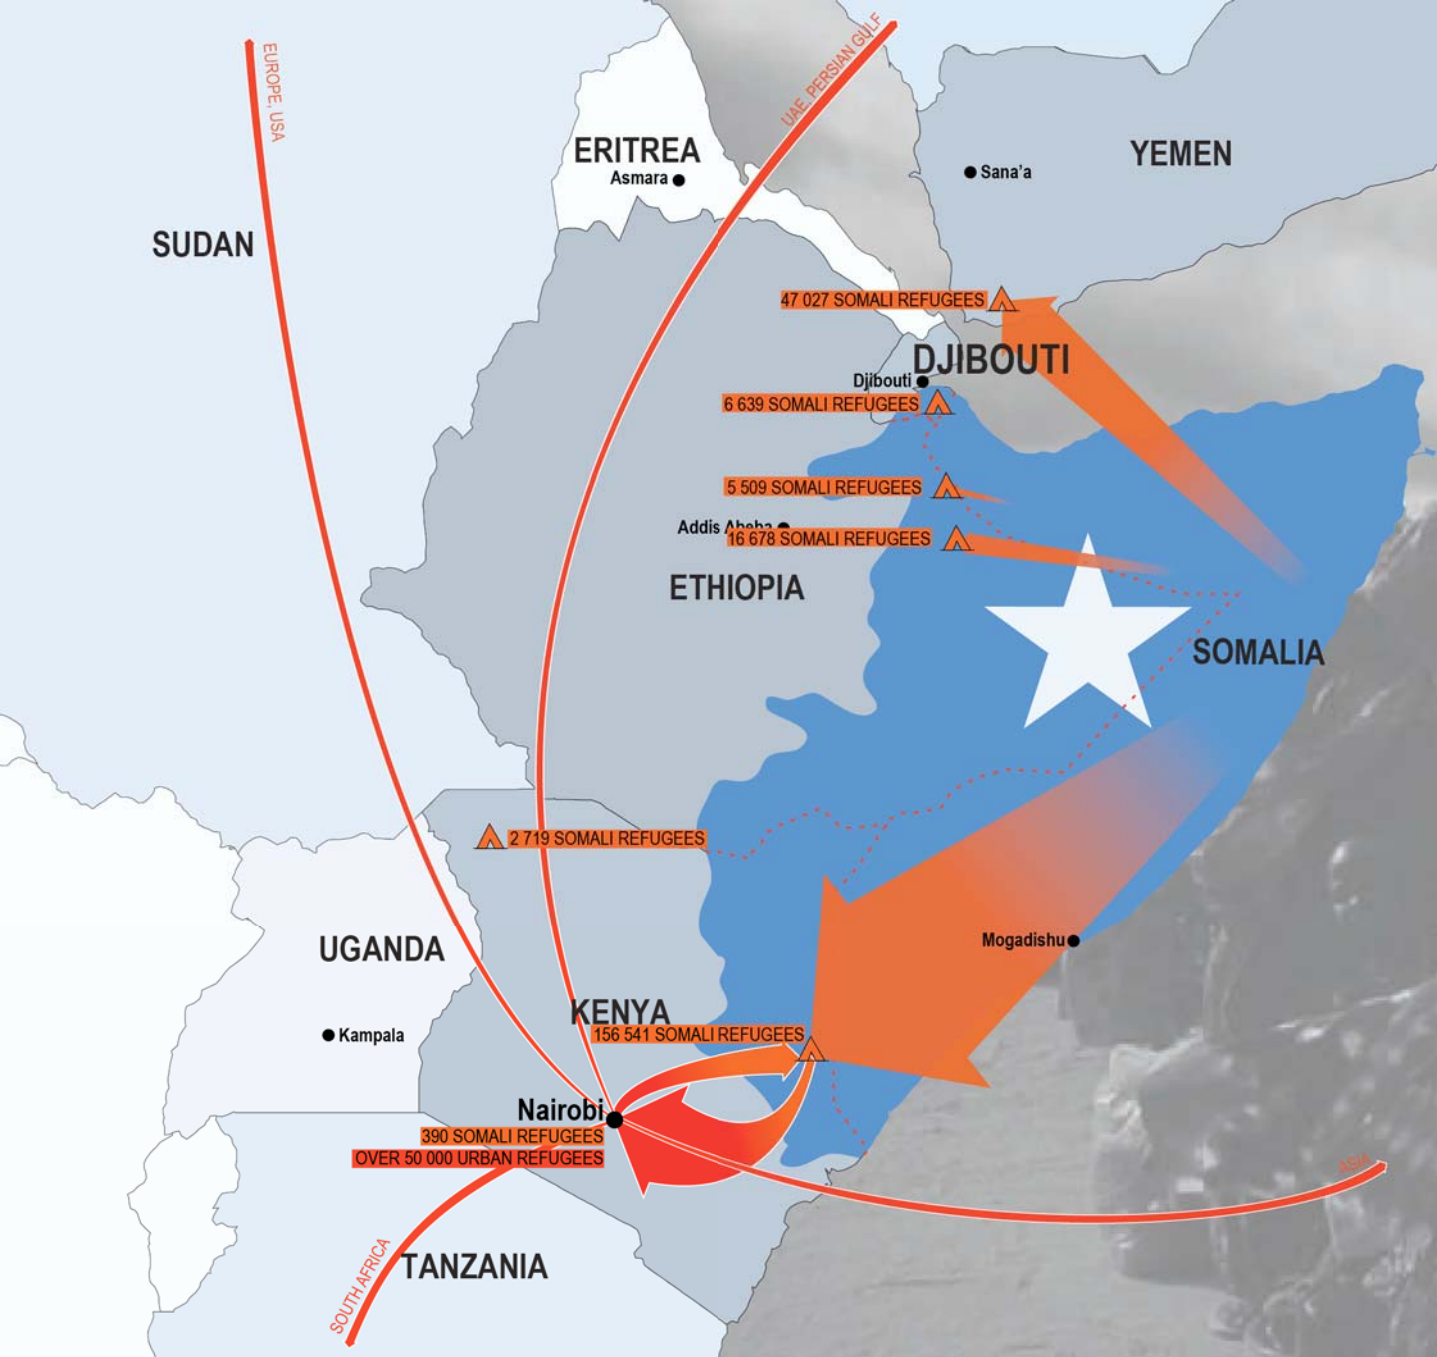 EUROPE, USA
UAE, PERSIAN GULF
ERITREA
Asmara
YEMEN
Sana’a
SUDAN
47 027 SOMALI REFUGEES
DJIBOUTI
Djibouti
6 639 SOMALI REFUGEES
5 509 SOMALI REFUGEES
Addis Abeba
16 678 SOMALI REFUGEES
ETHIOPIA
SOMALIA
2 719 SOMALI REFUGEES
UGANDA
Mogadishu
KENYA
Kampala
156 541 SOMALI REFUGEES
Nairobi
390 SOMALI REFUGEES
OVER 50 000 URBAN REFUGEES
ASIA
SOUTH AFRICA
TANZANIA